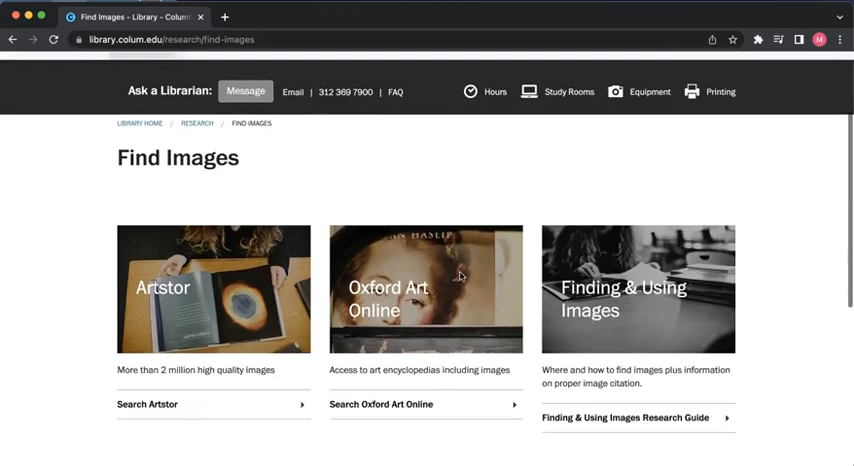 Find Images - Library - Colum
library.colum.edu/research/find-images
M
Ask a Librarian: Message Email | 312 369 7900 | FAQ Hours Study Rooms Equipment Printing
LIBRARY HOME / RESEARCH / FIND IMAGES
Find Images
HASLIP
Artstor
Oxford Art
Online
Finding & Using
Images
More than 2 million high quality images
Access to art encyclopedias including images
Where and how to find images plus information
on proper image citation.
Search Artstor
Search Oxford Art Online
Finding & Using Images Research Guide